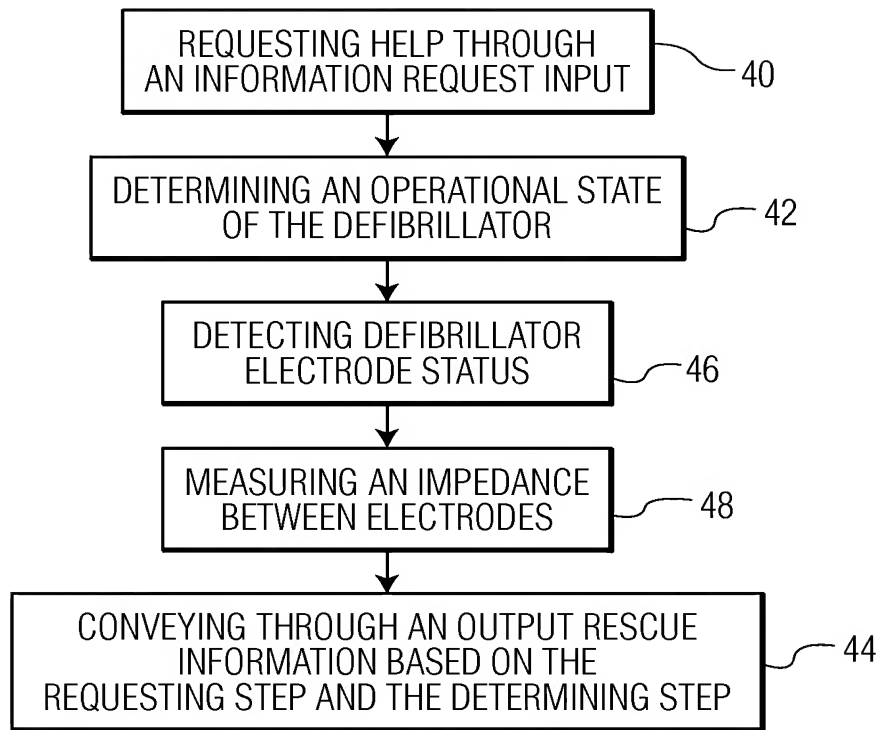 REQUESTING HELP THROUGH
AN INFORMATION REQUEST INPUT
40
DETERMINING AN OPERATIONAL STATE
OF THE DEFIBRILLATOR
42
DETECTING DEFIBRILLATOR
ELECTRODE STATUS
46
MEASURING AN IMPEDANCE
BETWEEN ELECTRODES
48
CONVEYING THROUGH AN OUTPUT RESCUE
INFORMATION BASED ON THE
REQUESTING STEP AND THE DETERMINING STEP
44